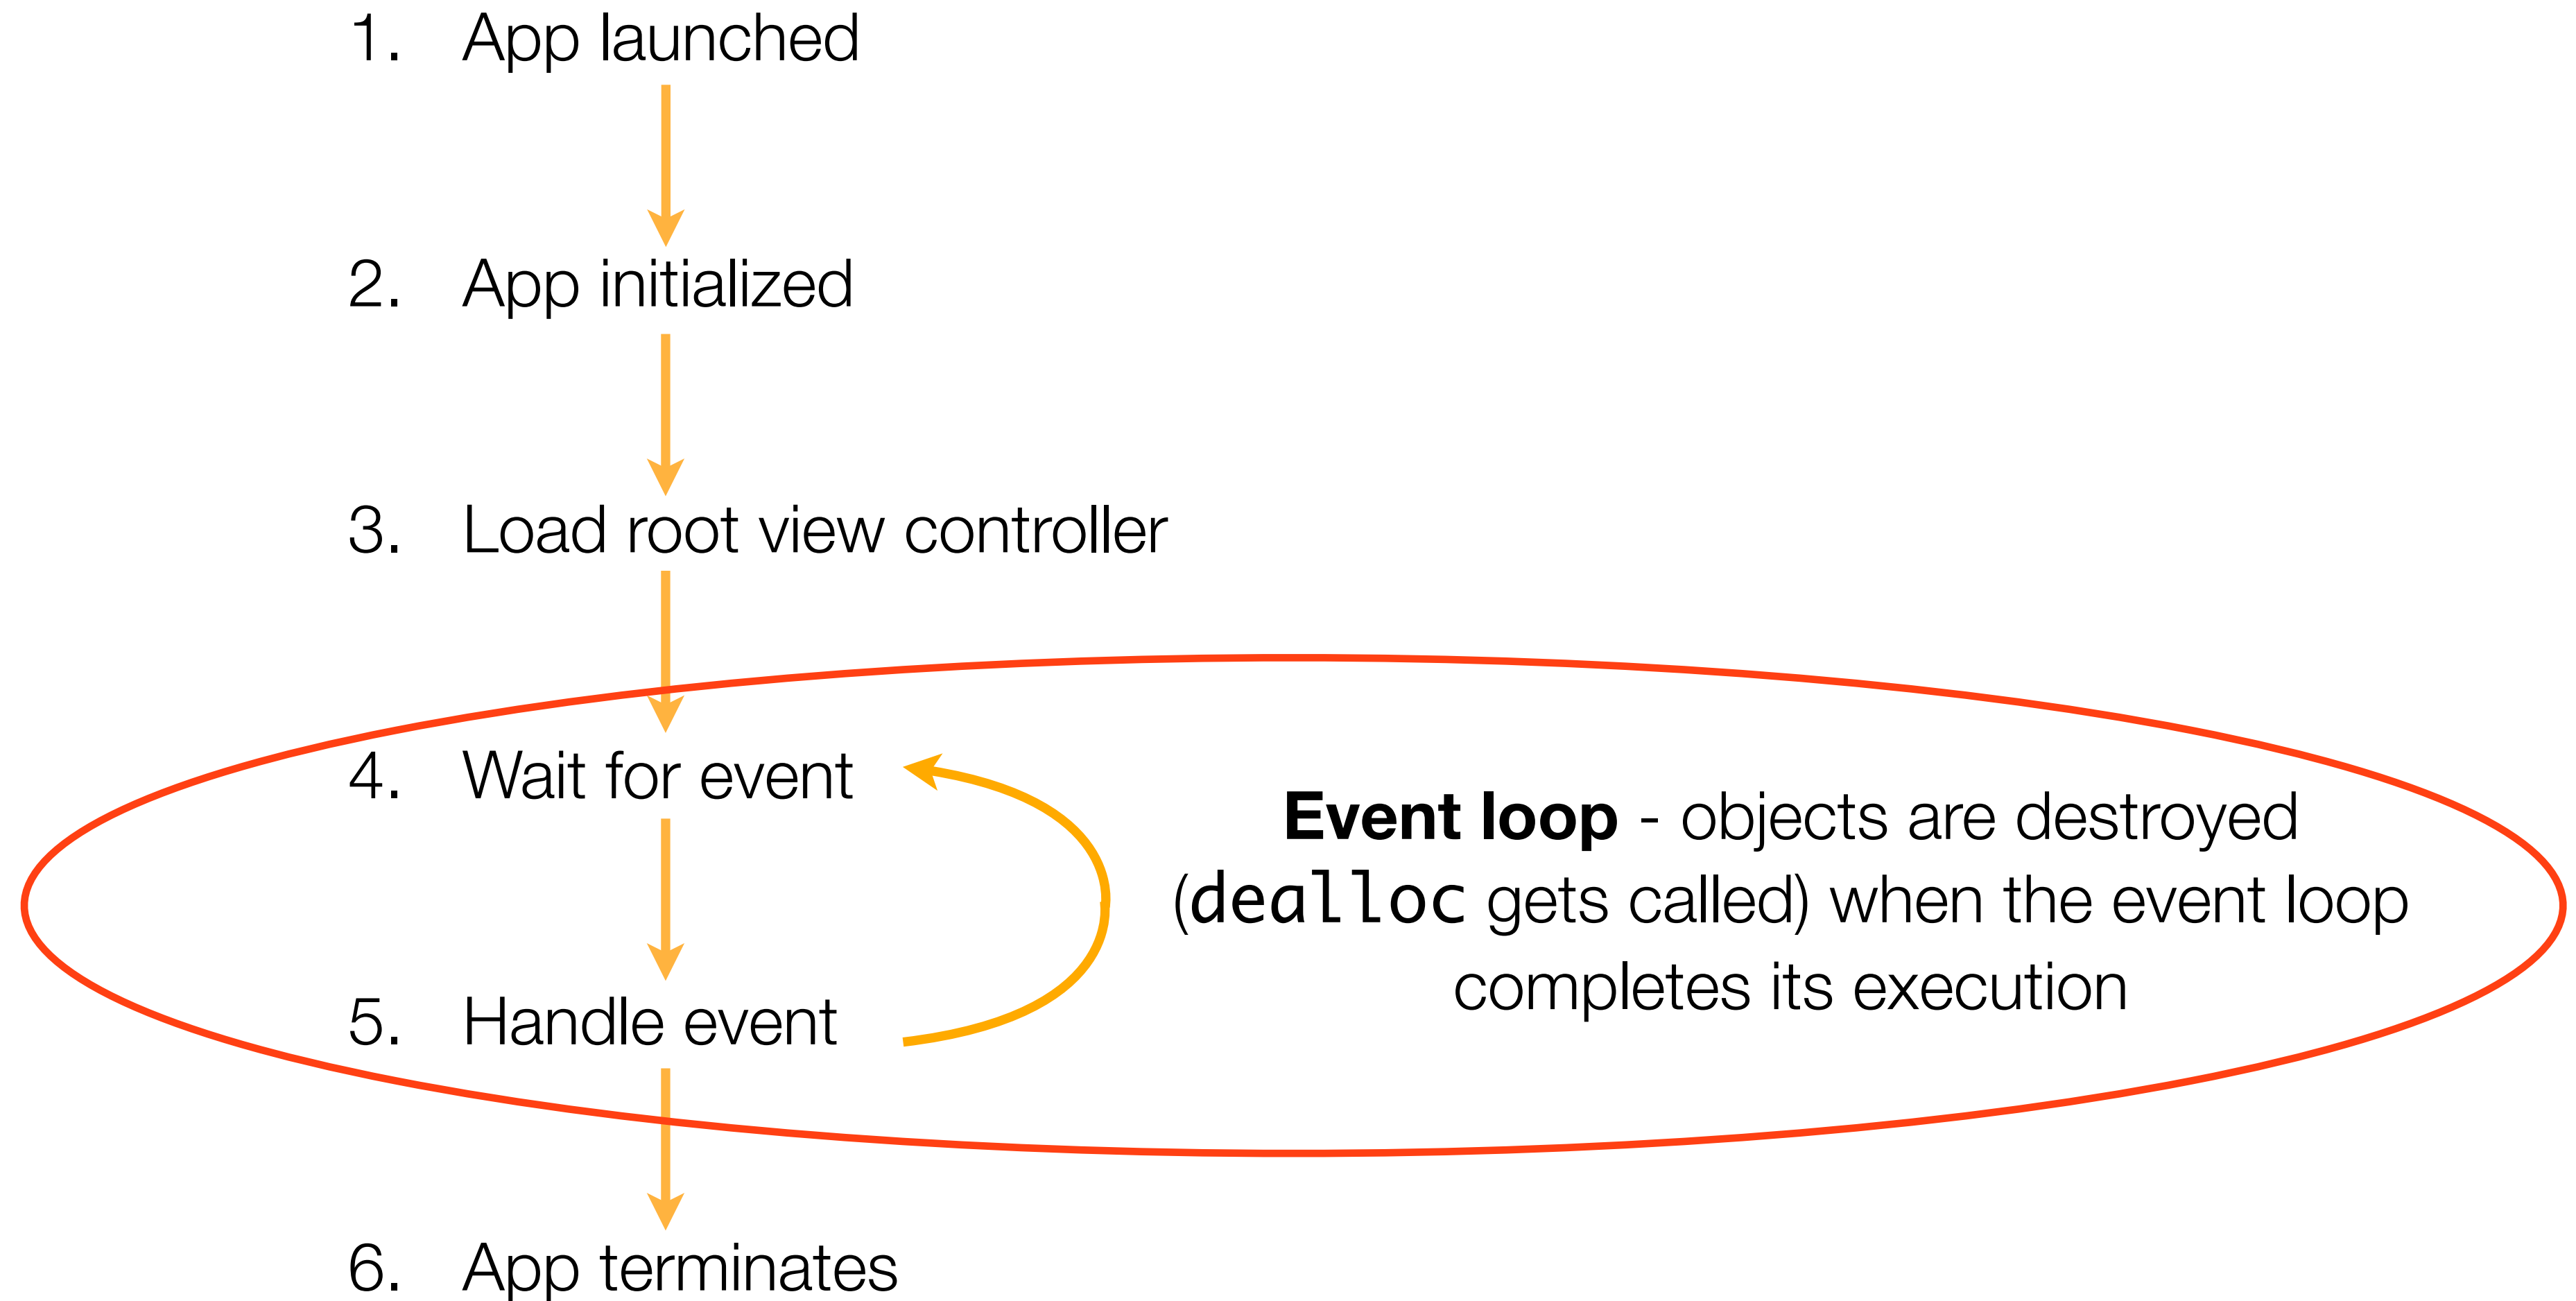 1. App launched
2. App initialized
3. Load root view controller
4. Wait for event
Event loop - objects are destroyed
(dealloc gets called) when the event loop
completes its execution
5. Handle event
6. App terminates